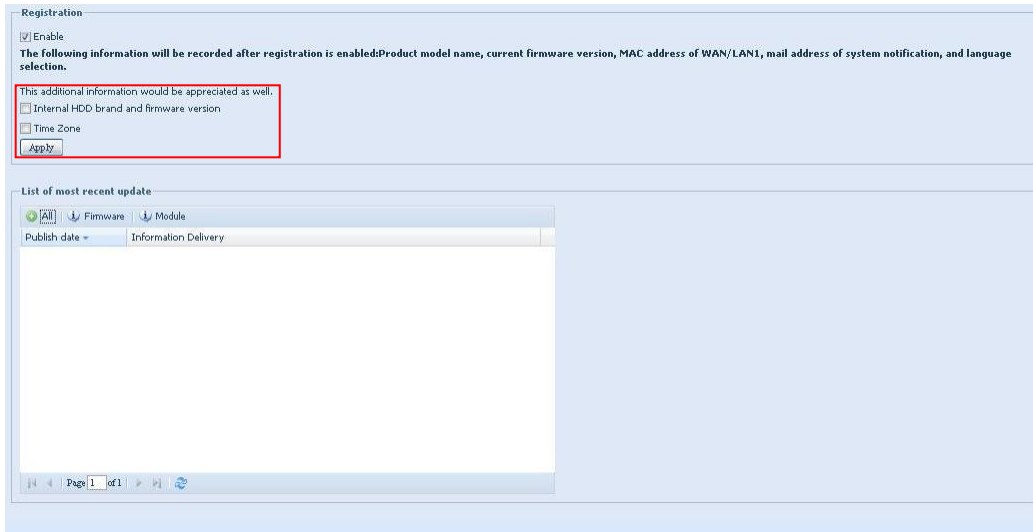 Registration
Enable
The following information will be recorded after registration is enabled:Product model name, current firmware version, MAC address of WAN/LAN1, mail address of system notification, and language
selection.
This additional information would be appreciated as well.
Internal HDD brand and firmware version
Time Zone
Apply
List of most recent update
All Firmware Module
Publish date Information Delivery
Page 1 of 1